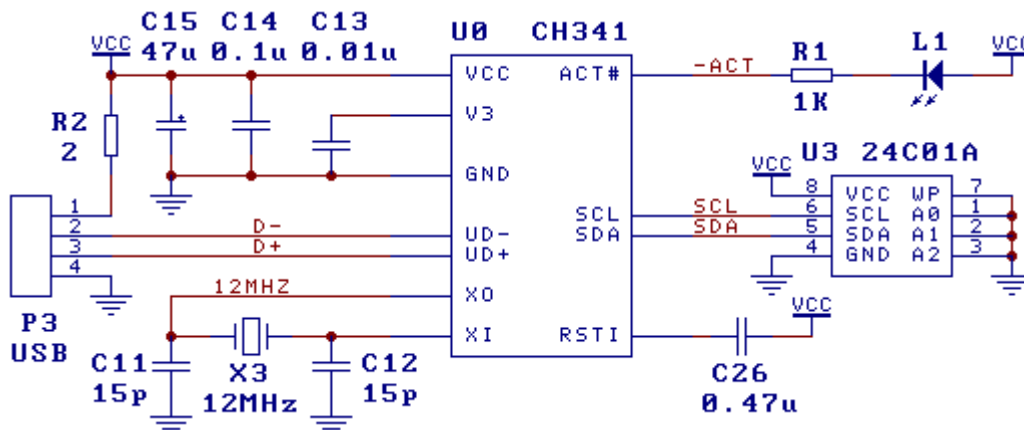 C15 C14 C13
47u 0.1u 0.01u
VCC
U0 CH341
R1
1K
L1
VCC
VCC
V3
GND
UD-
UD+
XO
XI
ACT#
SCL
SDA
RSTI
-ACT
R2
2
1
2
3
4
D-
D+
P3
USB
12MHZ
C11
15p
X3
12MHz
C12
15p
U3 24C01A
VCC
8 VCC WP 7
6 SCL A0 1
5 SDA A1 2
4 GND A2 3
SCL
SDA
VCC
C26
0.47u